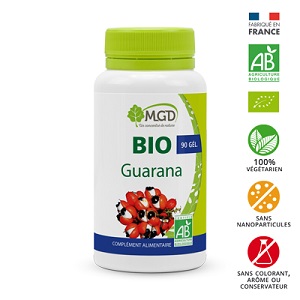 MGD
BIO
90 GÉL
Guarana
AB
COMPLÉMENT ALIMENTAIRE
FABRIQUÉ EN
FRANCE
AB
AGRICULTURE
BIOLOGIQUE
100%
VÉGÉTARIEN
SANS
NANOPARTICULES
SANS COLORANT,
ARÔME OU
CONSERVATEUR